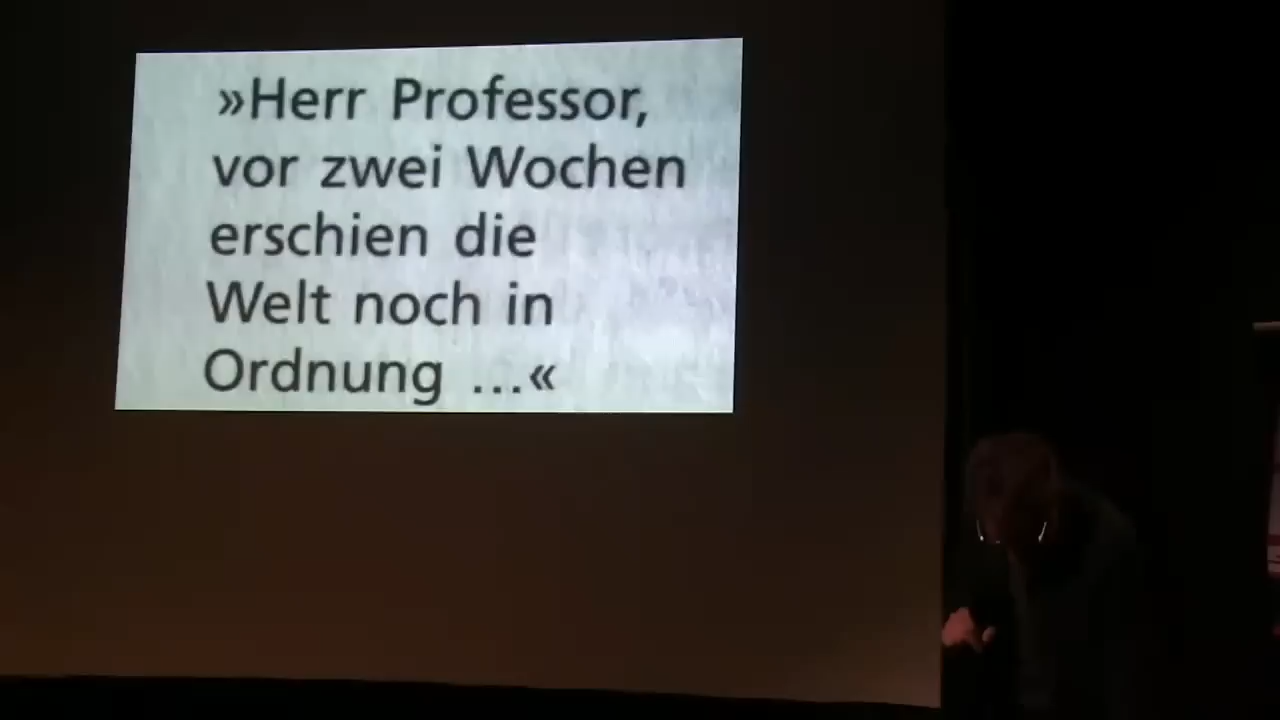 »Herr Professor,
vor zwei Wochen
erschien die
Welt noch in
Ordnung ...«